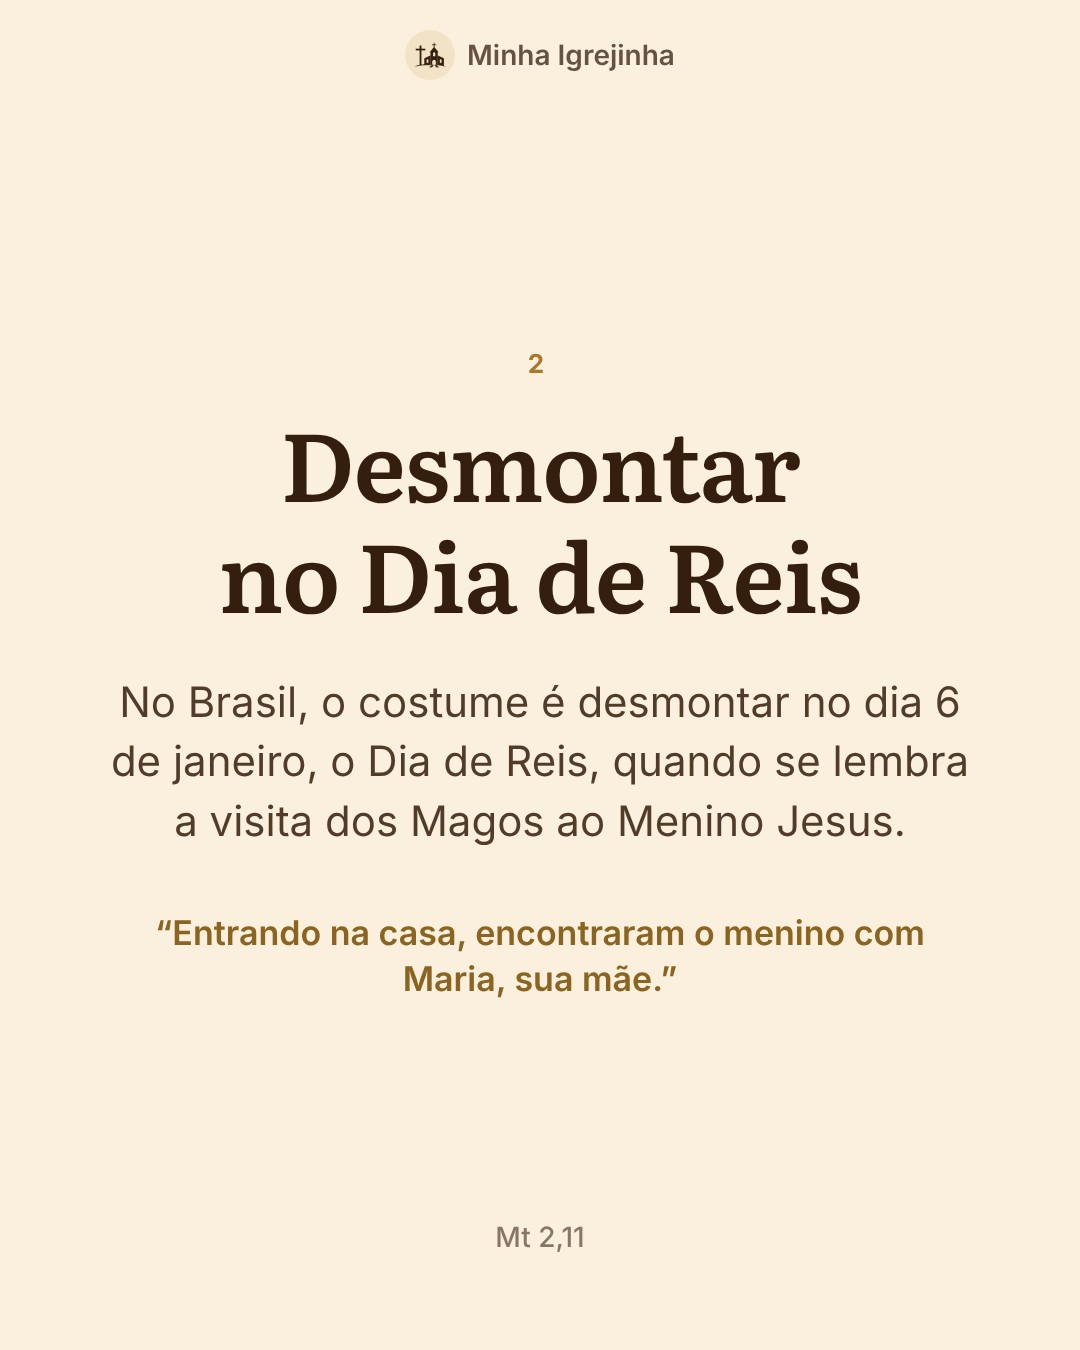 Minha Igrejinha
2
Desmontar
no Dia de Reis
No Brasil, o costume é desmontar no dia 6
de janeiro, o Dia de Reis, quando se lembra
a visita dos Magos ao Menino Jesus.
“Entrando na casa, encontraram o menino com
Maria, sua mãe.”
Mt 2,11